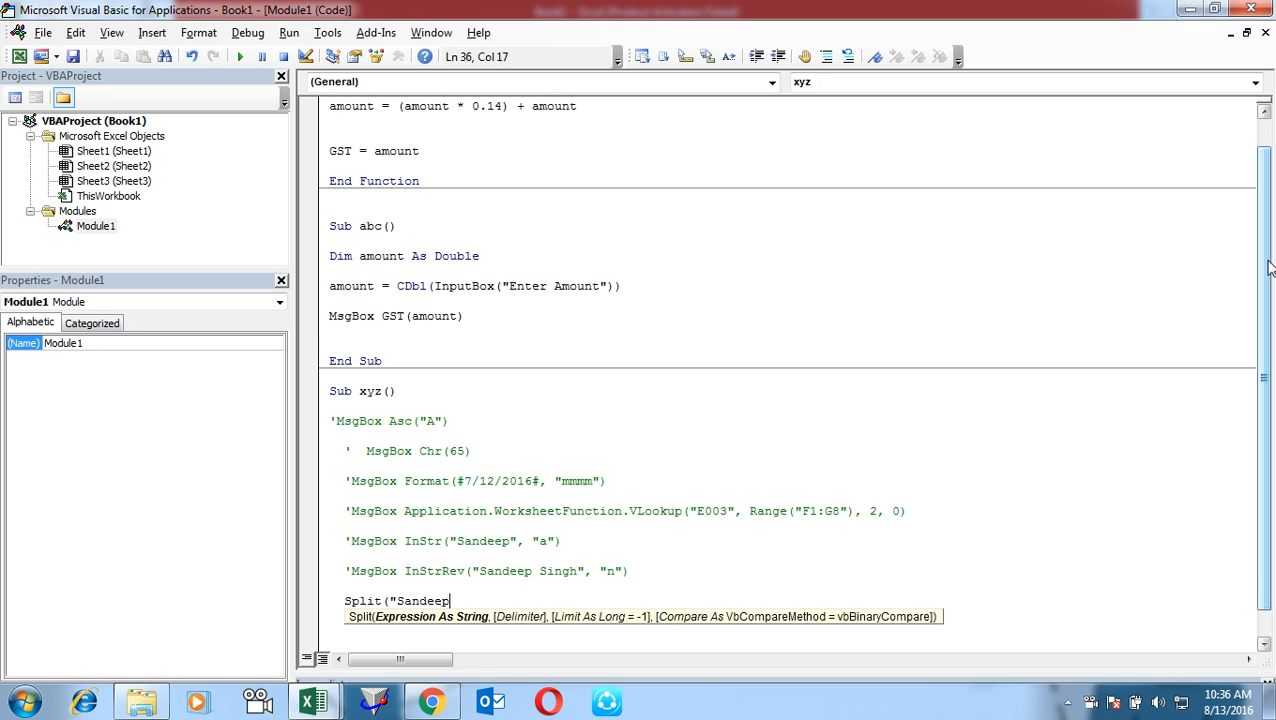 Microsoft Visual Basic for Applications - Book1 - [Module1 (Code)]
File Edit View Insert Format Debug Run Tools Add-Ins Window Help
Ln 36, Col 17
Project - VBAProject
(General)
xyz
VBAProject (Book1)
Microsoft Excel Objects
Sheet1 (Sheet1)
Sheet2 (Sheet2)
Sheet3 (Sheet3)
ThisWorkbook
Modules
Module1
Properties - Module1
Module1 Module
Alphabetic Categorized
(Name) Module1
amount = (amount * 0.14) + amount
GST = amount
End Function
Sub abc()
Dim amount As Double
amount = CDbl(InputBox("Enter Amount"))
MsgBox GST(amount)
End Sub
Sub xyz()
'MsgBox Asc("A")
' MsgBox Chr(65)
'MsgBox Format(#7/12/2016#, "mmmm")
'MsgBox Application.WorksheetFunction.VLookup("E003", Range("F1:G8"), 2, 0)
'MsgBox InStr("Sandeep", "a")
'MsgBox InStrRev("Sandeep Singh", "n")
Split("Sandeep
Split(Expression As String, [Delimiter], [Limit As Long = -1], [Compare As VbCompareMethod = vbBinaryCompare])
10:36 AM
8/13/2016